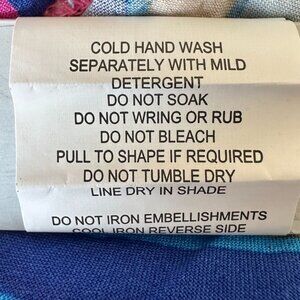 COLD HAND WASH
SEPARATELY WITH MILD
DETERGENT
DO NOT SOAK
DO NOT WRING OR RUB
DO NOT BLEACH
PULL TO SHAPE IF REQUIRED
DO NOT TUMBLE DRY
LINE DRY IN SHADE
DO NOT IRON EMBELLISHMENTS
COOL IRON REVERSE SIDE